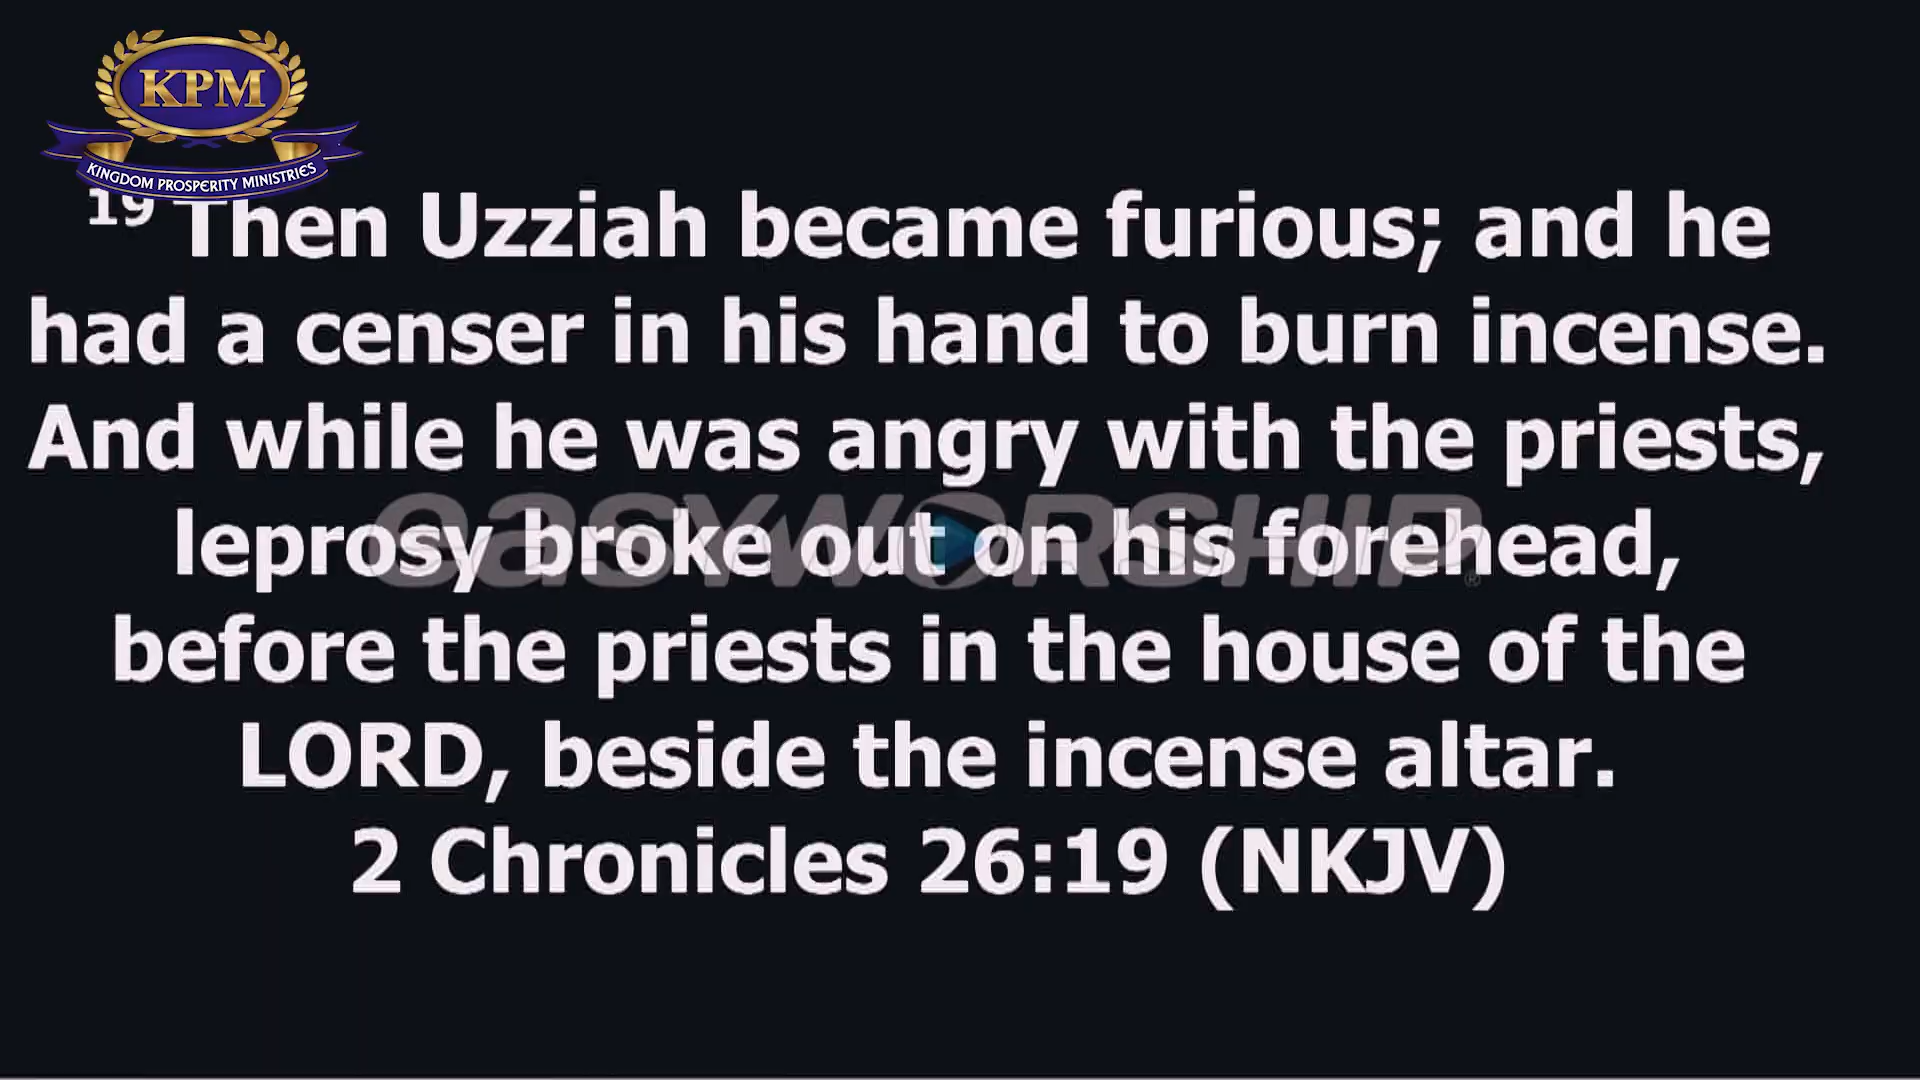 KPM
KINGDOM PROSPERITY MINISTRIES
19 Then Uzziah became furious; and he
had a censer in his hand to burn incense.
And while he was angry with the priests,
leprosy broke out on his forehead,
easyworship®
before the priests in the house of the
LORD, beside the incense altar.
2 Chronicles 26:19 (NKJV)